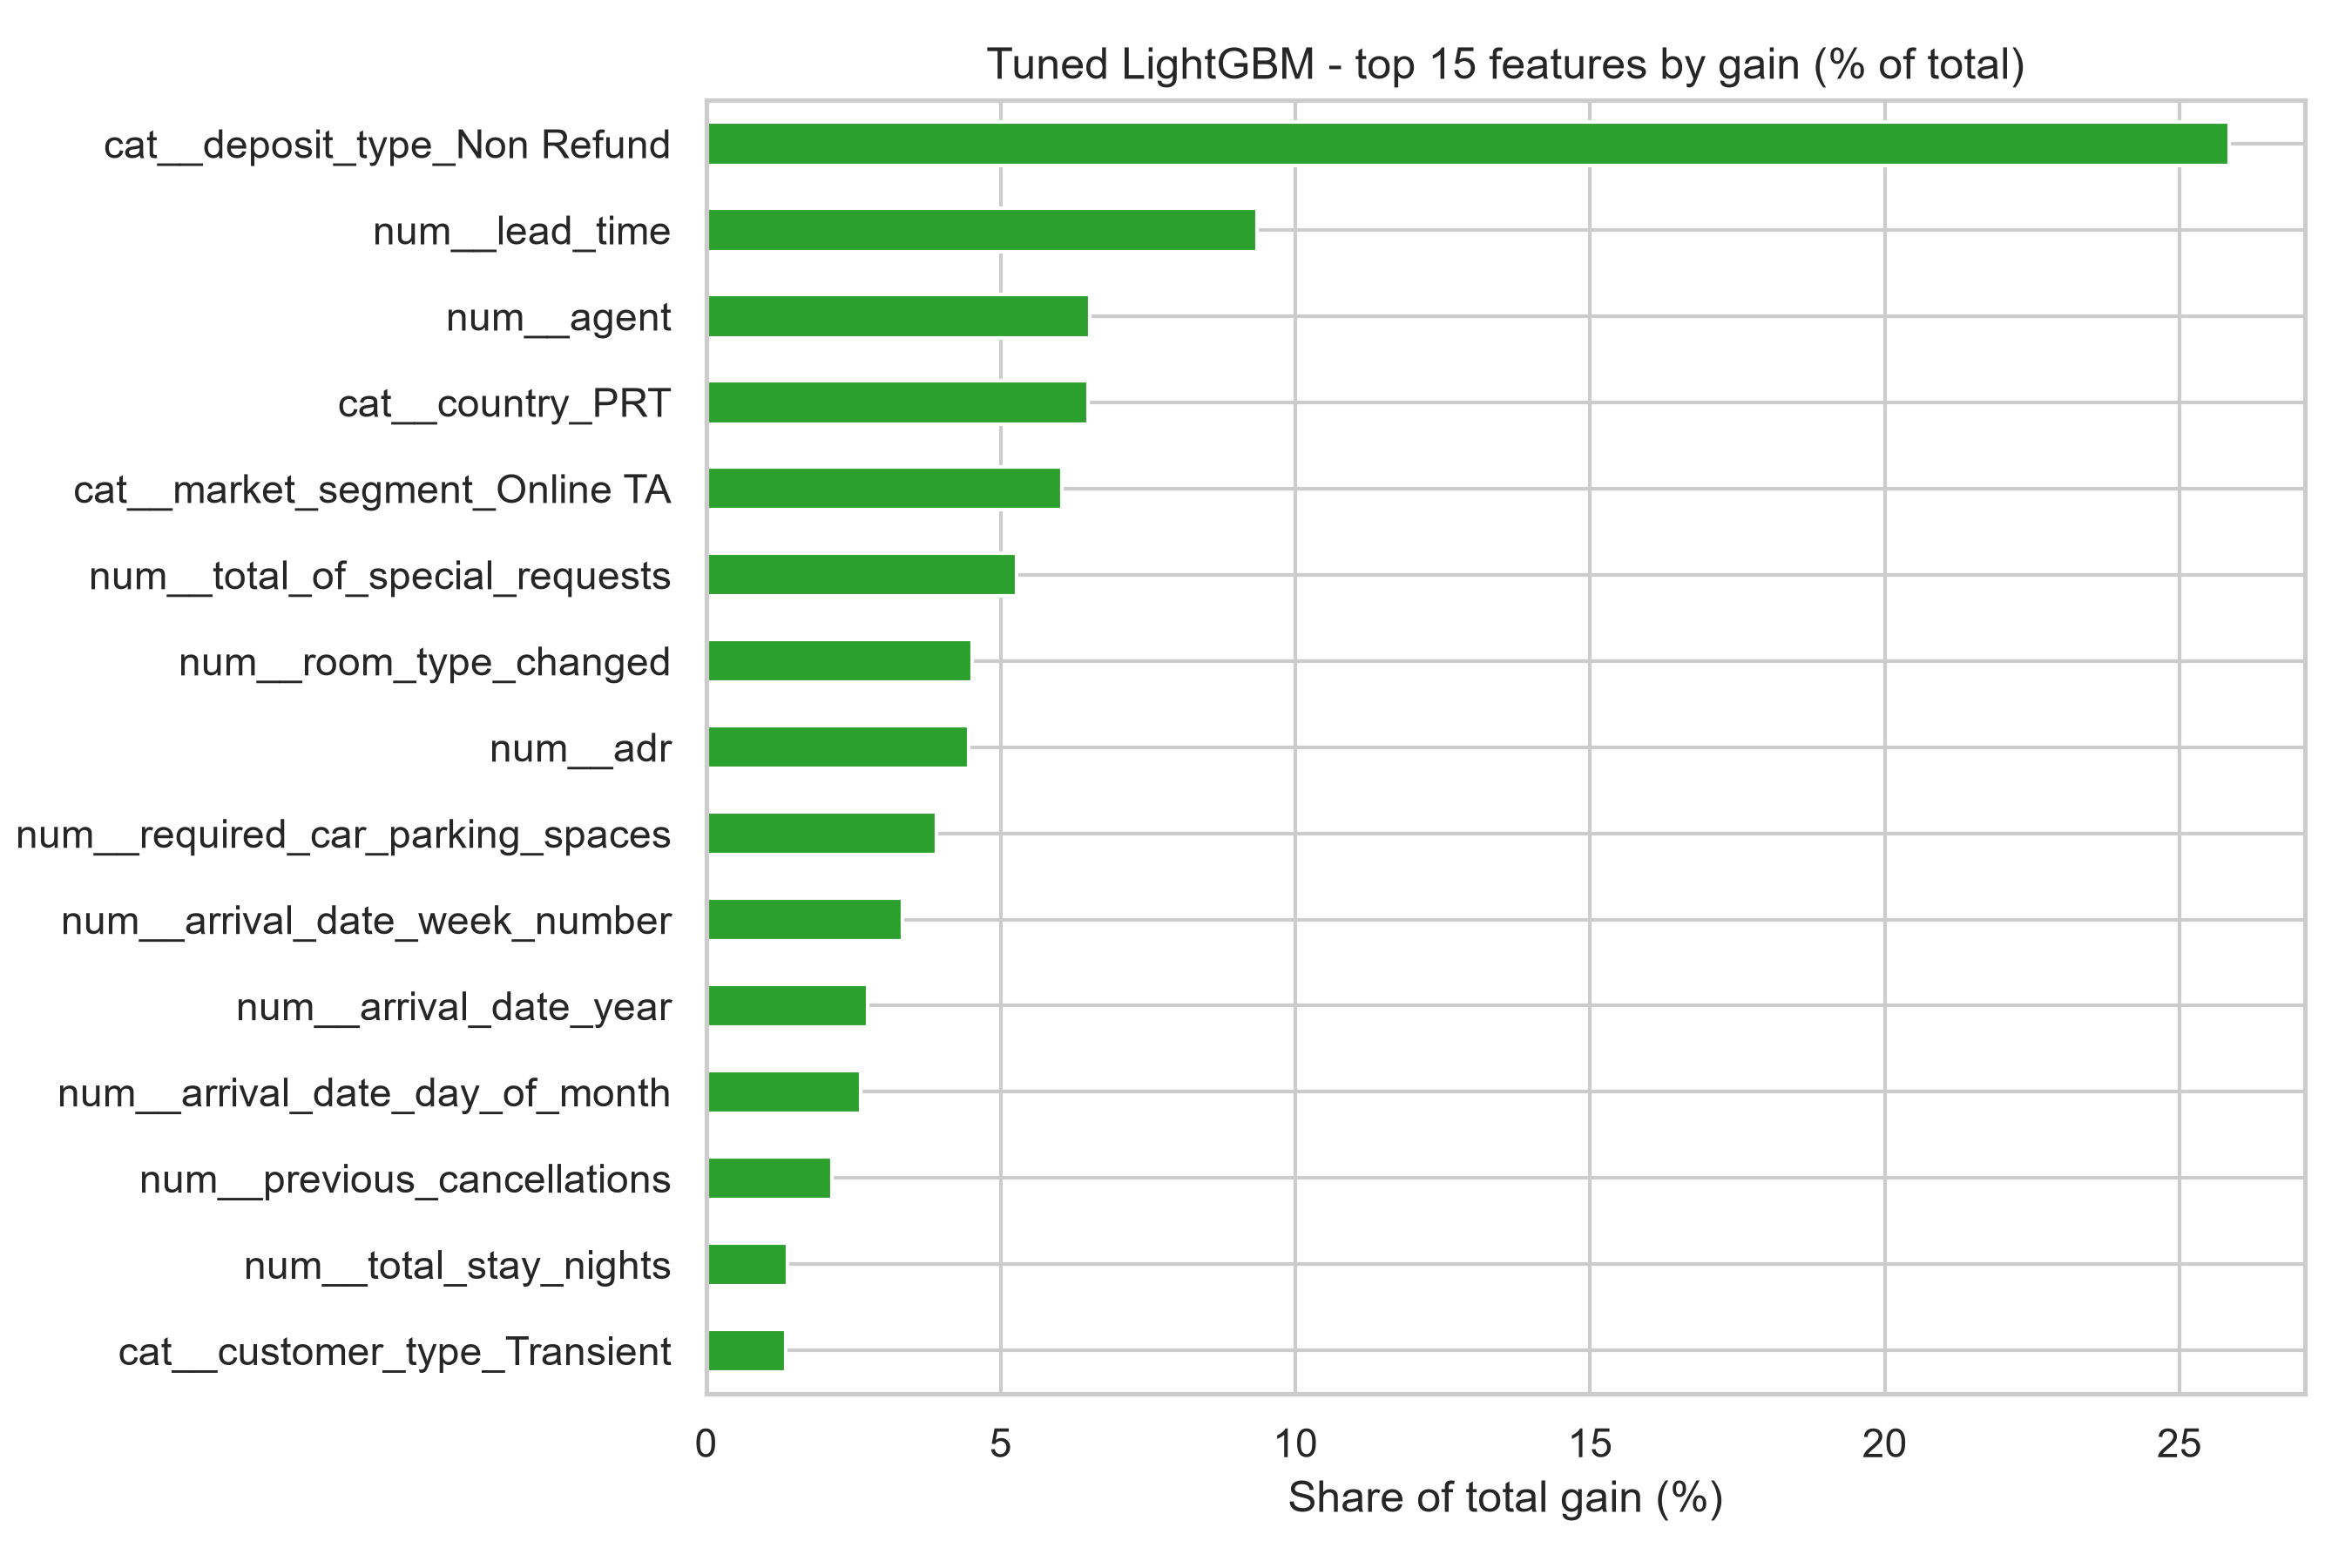 Tuned LightGBM - top 15 features by gain (% of total)
cat__deposit_type_Non Refund
num__lead_time
num__agent
cat__country_PRT
cat__market_segment_Online TA
num__total_of_special_requests
num__room_type_changed
num__adr
num__required_car_parking_spaces
num__arrival_date_week_number
num__arrival_date_year
num__arrival_date_day_of_month
num__previous_cancellations
num__total_stay_nights
cat__customer_type_Transient
0 5 10 15 20 25
Share of total gain (%)